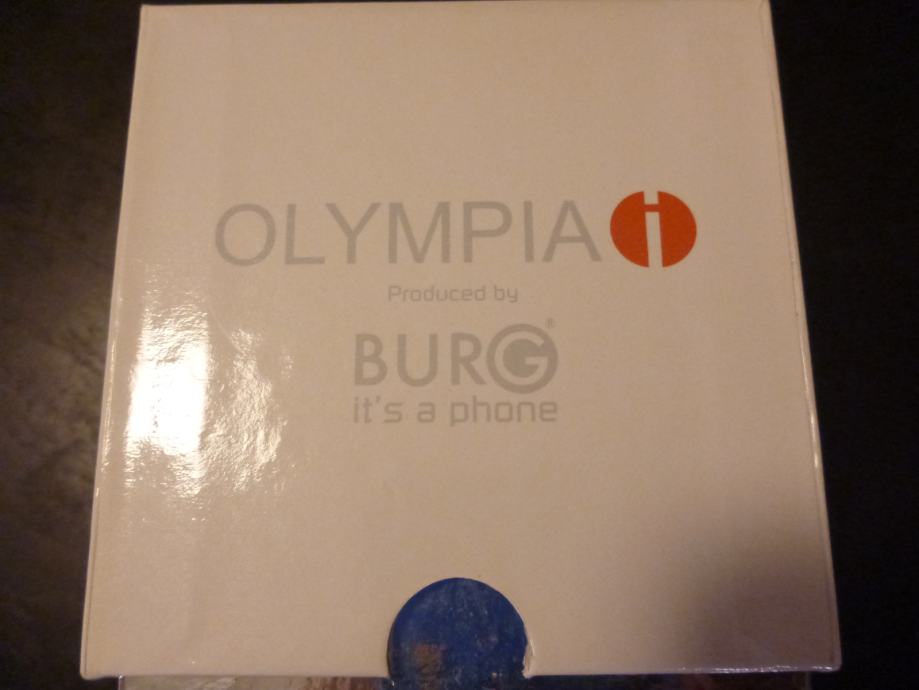 OLYMPIA i
Produced by
BURG®
it's a phone